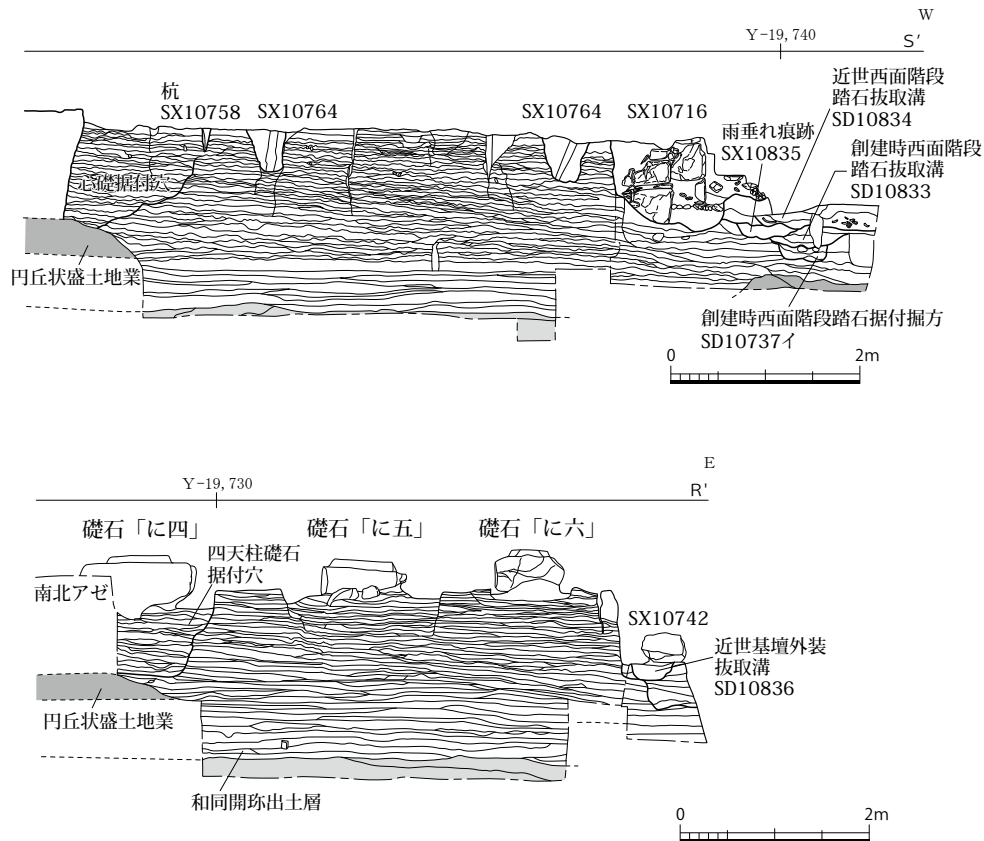 W
Y-19,740
S'
杭
SX10758
SX10764
SX10764
SX10716
近世西面階段
踏石抜取溝
SD10834
雨垂れ痕跡
SX10835
創建時西面階段
踏石抜取溝
SD10833
心礎据付穴
円丘状盛土地業
創建時西面階段踏石据付掘方
SD10737イ
0
2m
E
Y-19,730
R'
礎石「に四」
礎石「に五」
礎石「に六」
四天柱礎石
据付穴
南北アゼ
SX10742
近世基壇外装
抜取溝
SD10836
円丘状盛土地業
和同開珎出土層
0
2m